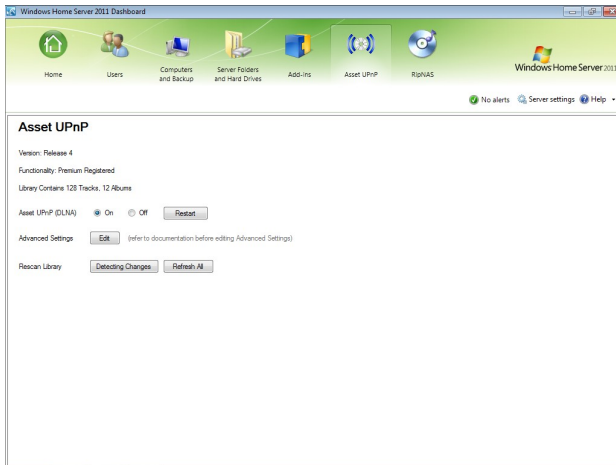 Windows Home Server 2011 Dashboard
Home
Users
Computers
and Backup
Server Folders
and Hard Drives
Add-Ins
Asset UPnP
RipNAS
Windows Home Server 2011
No alerts
Server settings
Help
Asset UPnP
Version: Release 4
Functionality: Premium Registered
Library Contains 128 Tracks, 12 Albums
Asset UPnP (DLNA) On Off Restart
Advanced Settings Edit (refer to documentation before editing Advanced Settings)
Rescan Library Detecting Changes Refresh All